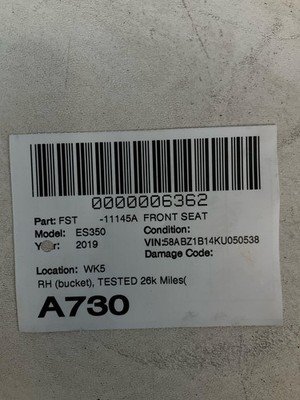 0000006362
Part: FST -11145A FRONT SEAT
Model: ES350 Condition:
Year: 2019 VIN:58ABZ1B14KU050538
Damage Code:
Location: WK5
RH (bucket), TESTED 26k Miles(
A730